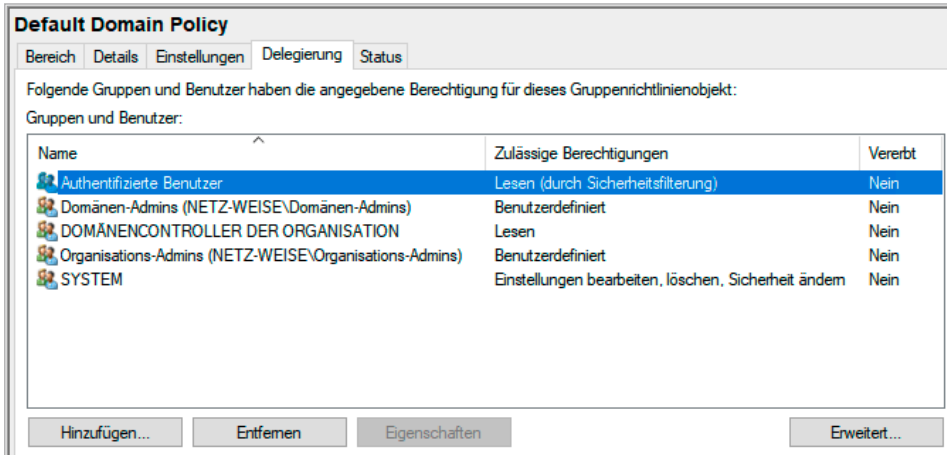 Default Domain Policy
Bereich Details Einstellungen Delegierung Status
Folgende Gruppen und Benutzer haben die angegebene Berechtigung für dieses Gruppenrichtlinienobjekt:
Gruppen und Benutzer:
Name Zulässige Berechtigungen Vererbt
Authentifizierte Benutzer Lesen (durch Sicherheitsfilterung) Nein
Domänen-Admins (NETZ-WEISE\Domänen-Admins) Benutzerdefiniert Nein
DOMÄNENCONTROLLER DER ORGANISATION Lesen Nein
Organisations-Admins (NETZ-WEISE\Organisations-Admins) Benutzerdefiniert Nein
SYSTEM Einstellungen bearbeiten, löschen, Sicherheit ändern Nein
Hinzufügen... Entfernen Eigenschaften Erweitert...